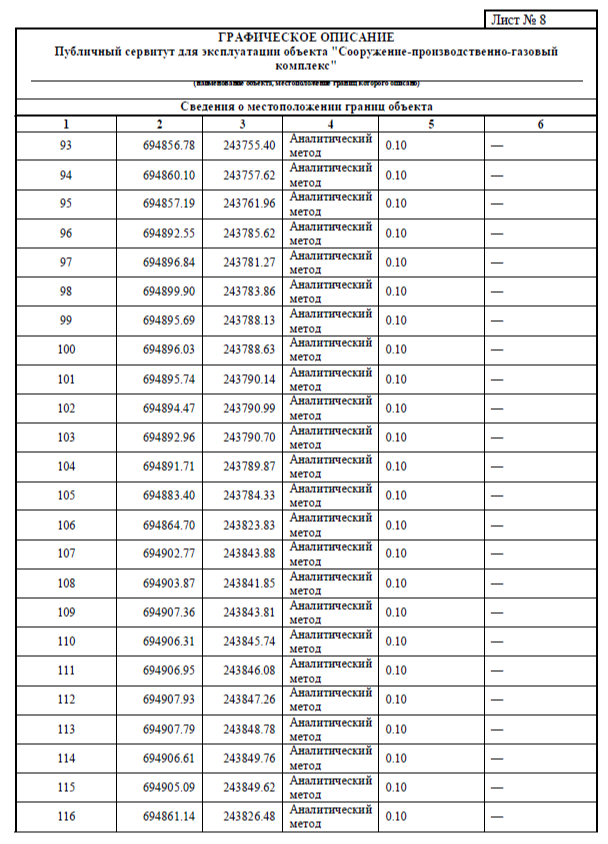 Лист № 8
ГРАФИЧЕСКОЕ ОПИСАНИЕ
Публичный сервитут для эксплуатации объекта "Сооружение-производственно-газовый
комплекс"
(наименование объекта, местоположение границ которого описано)
Сведения о местоположении границ объекта
1 2 3 4 5 6
93 694856.78 243755.40 Аналитический метод 0.10 —
94 694860.10 243757.62 Аналитический метод 0.10 —
95 694857.19 243761.96 Аналитический метод 0.10 —
96 694892.55 243785.62 Аналитический метод 0.10 —
97 694896.84 243781.27 Аналитический метод 0.10 —
98 694899.90 243783.86 Аналитический метод 0.10 —
99 694895.69 243788.13 Аналитический метод 0.10 —
100 694896.03 243788.63 Аналитический метод 0.10 —
101 694895.74 243790.14 Аналитический метод 0.10 —
102 694894.47 243790.99 Аналитический метод 0.10 —
103 694892.96 243790.70 Аналитический метод 0.10 —
104 694891.71 243789.87 Аналитический метод 0.10 —
105 694883.40 243784.33 Аналитический метод 0.10 —
106 694864.70 243823.83 Аналитический метод 0.10 —
107 694902.77 243843.88 Аналитический метод 0.10 —
108 694903.87 243841.85 Аналитический метод 0.10 —
109 694907.36 243843.81 Аналитический метод 0.10 —
110 694906.31 243845.74 Аналитический метод 0.10 —
111 694906.95 243846.08 Аналитический метод 0.10 —
112 694907.93 243847.26 Аналитический метод 0.10 —
113 694907.79 243848.78 Аналитический метод 0.10 —
114 694906.61 243849.76 Аналитический метод 0.10 —
115 694905.09 243849.62 Аналитический метод 0.10 —
116 694861.14 243826.48 Аналитический метод 0.10 —